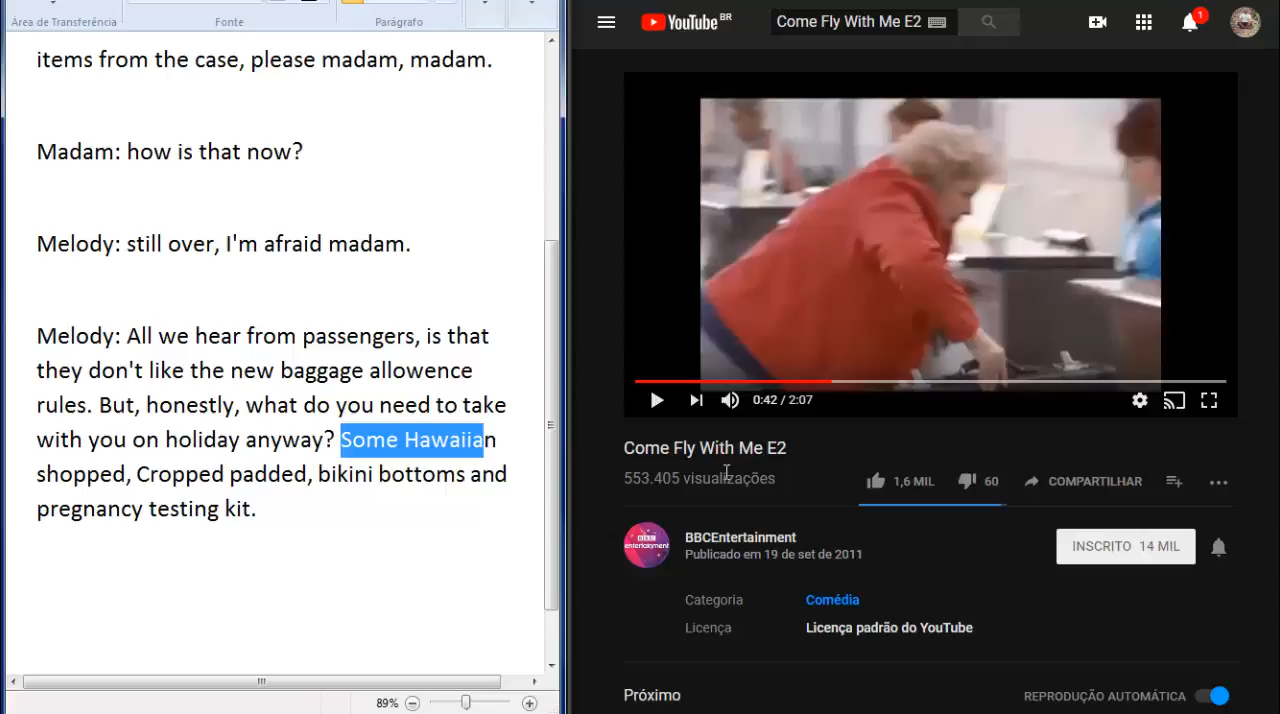 Área de Transferência
Fonte
Parágrafo
items from the case, please madam, madam.
Madam: how is that now?
Melody: still over, I'm afraid madam.
Melody: All we hear from passengers, is that
they don't like the new baggage allowence
rules. But, honestly, what do you need to take
with you on holiday anyway? Some Hawaiian
shopped, Cropped padded, bikini bottoms and
pregnancy testing kit.
89%
YouTube BR
Come Fly With Me E2
1
0:42 / 2:07
Come Fly With Me E2
553.405 visualizações
1,6 MIL
60
COMPARTILHAR
BBC entertainment
BBCEntertainment
Publicado em 19 de set de 2011
INSCRITO 14 MIL
Categoria
Comédia
Licença
Licença padrão do YouTube
Próximo
REPRODUÇÃO AUTOMÁTICA